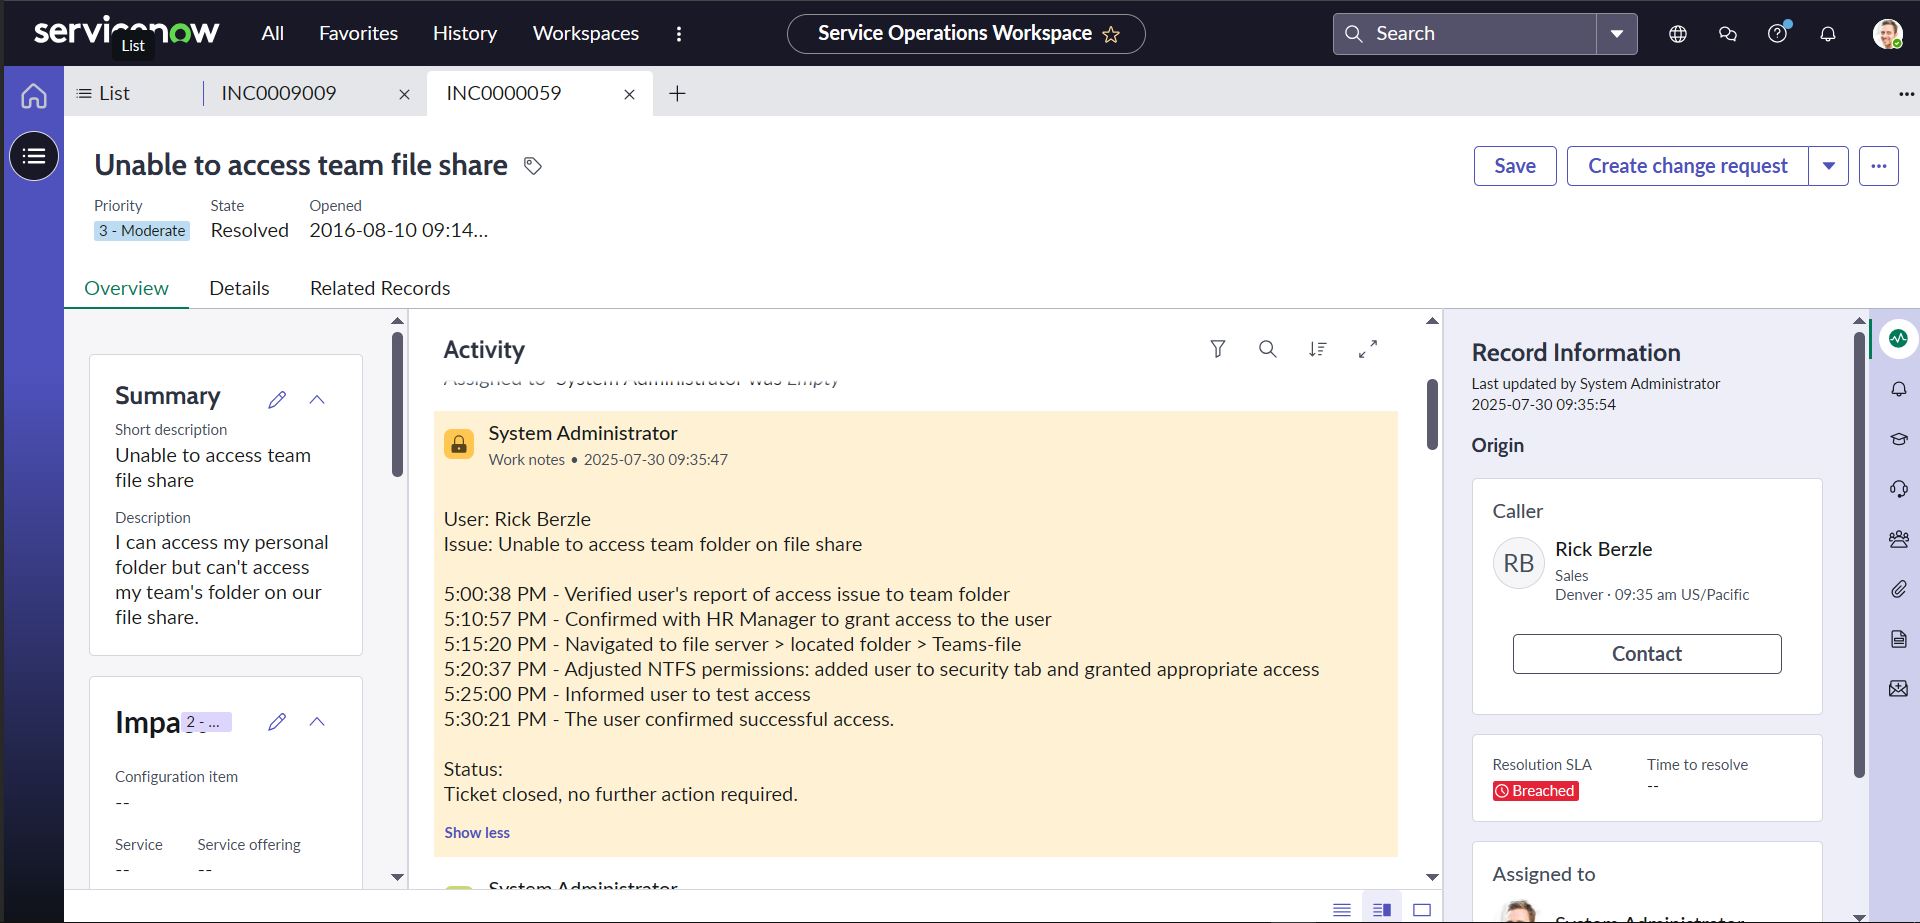 servicenow
List
All
Favorites
History
Workspaces
Service Operations Workspace
Search
List
INC0009009
INC0000059
Unable to access team file share
Save
Create change request
Priority
State
Opened
3 - Moderate
Resolved
2016-08-10 09:14...
Overview
Details
Related Records
Summary
Short description
Unable to access team
file share
Description
I can access my personal
folder but can't access
my team's folder on our
file share.
Impact
2 - ...
Configuration item
--
Service
Service offering
--
--
Activity
Assigned to System Administrator was Empty
System Administrator
Work notes • 2025-07-30 09:35:47
User: Rick Berzle
Issue: Unable to access team folder on file share
5:00:38 PM - Verified user's report of access issue to team folder
5:10:57 PM - Confirmed with HR Manager to grant access to the user
5:15:20 PM - Navigated to file server > located folder > Teams-file
5:20:37 PM - Adjusted NTFS permissions: added user to security tab and granted appropriate access
5:25:00 PM - Informed user to test access
5:30:21 PM - The user confirmed successful access.
Status:
Ticket closed, no further action required.
Show less
System Administrator
Record Information
Last updated by System Administrator
2025-07-30 09:35:54
Origin
Caller
RB
Rick Berzle
Sales
Denver · 09:35 am US/Pacific
Contact
Resolution SLA
Time to resolve
Breached
--
Assigned to
System Administrator